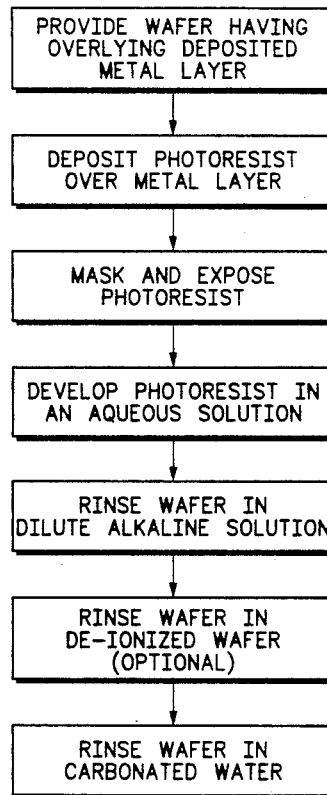 PROVIDE WAFER HAVING
OVERLYING DEPOSITED
METAL LAYER
DEPOSIT PHOTORESIST
OVER METAL LAYER
MASK AND EXPOSE
PHOTORESIST
DEVELOP PHOTORESIST IN
AN AQUEOUS SOLUTION
RINSE WAFER IN
DILUTE ALKALINE SOLUTION
RINSE WAFER IN
DE-IONIZED WAFER
(OPTIONAL)
RINSE WAFER IN
CARBONATED WATER